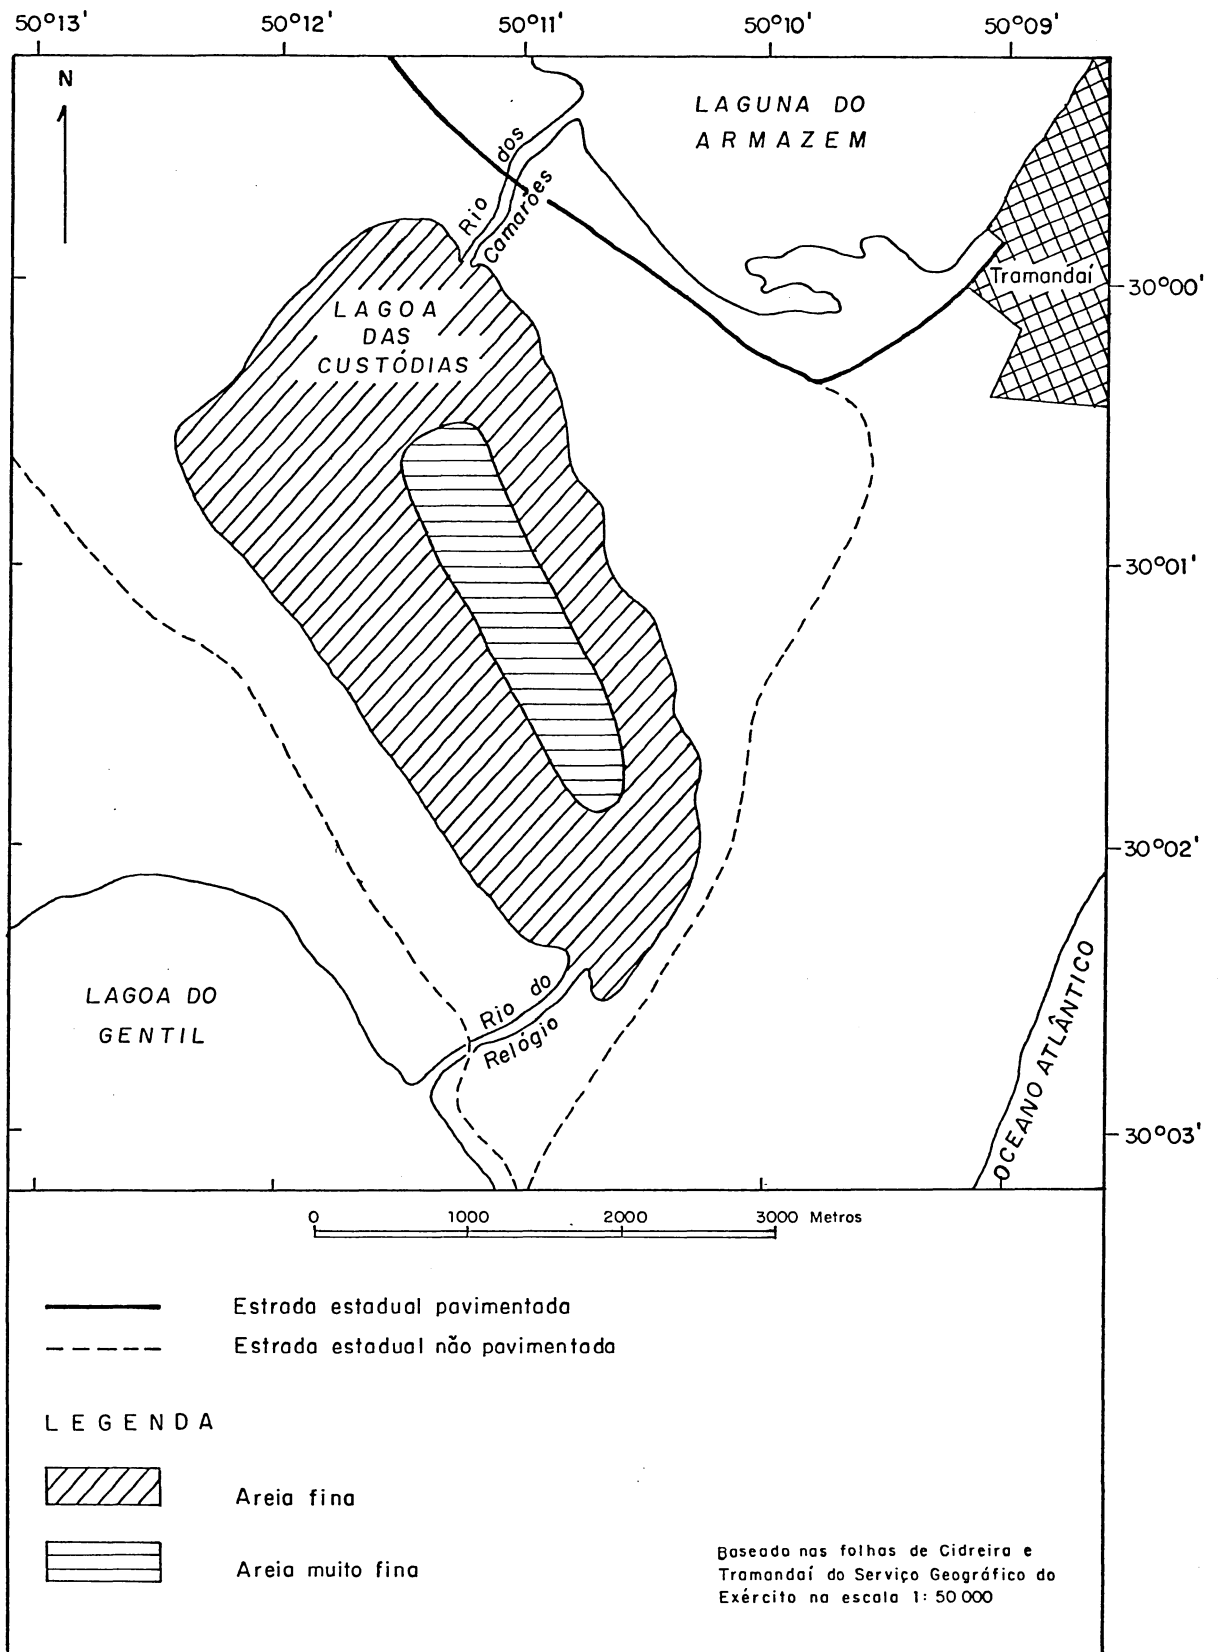 50°13' 50°12' 50°11' 50°10' 50°09'
N
LAGUNA DO
ARMAZEM
Rio dos
Camarões
Tramandaí
30°00'
LAGOA
DAS
CUSTÓDIAS
30°01'
30°02'
LAGOA DO
GENTIL
Rio do
Relógio
OCEANO ATLÂNTICO
30°03'
0 1000 2000 3000 Metros
Estrada estadual pavimentada
Estrada estadual não pavimentada
LEGENDA
Areia fina
Areia muito fina
Baseado nas folhas de Cidreira e
Tramandaí do Serviço Geográfico do
Exército na escala 1: 50 000